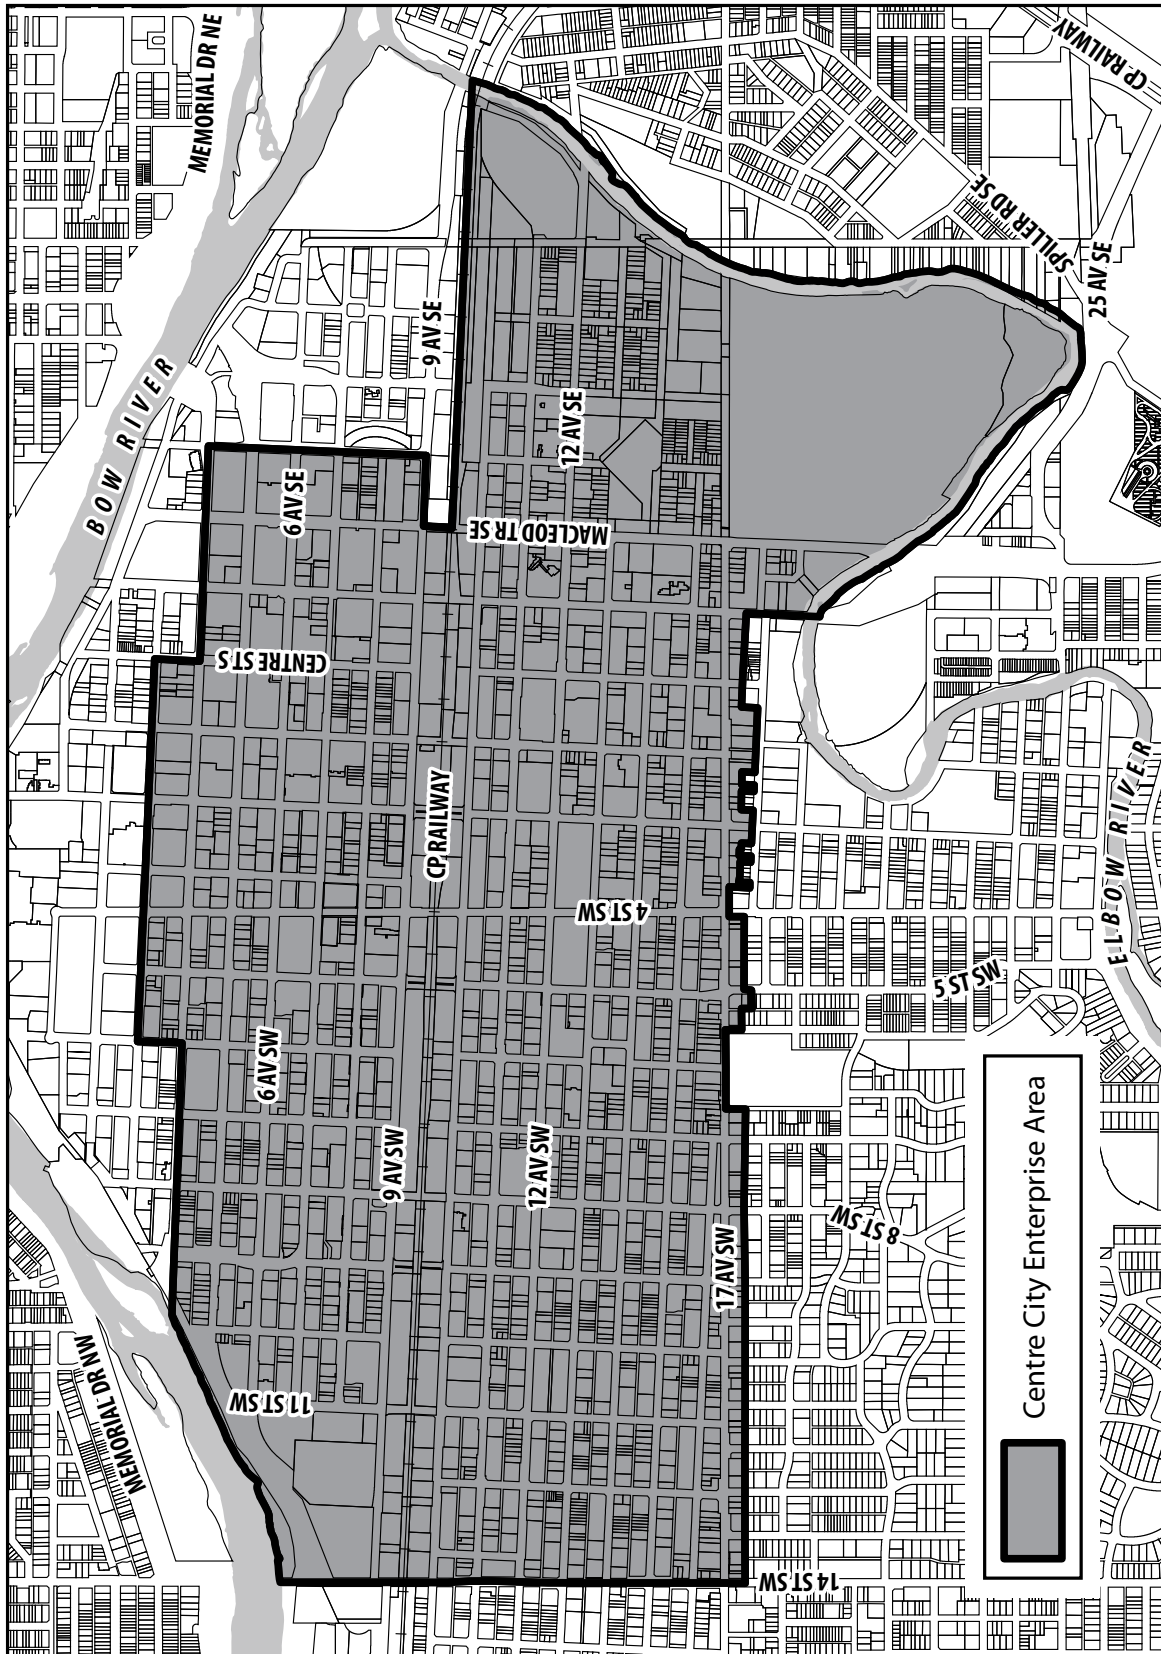 MEMORIAL DR NE
CP RAILWAY
BOW RIVER
SPILLER RD SE
25 AV SE
9 AV SE
12 AV SE
6 AV SE
MACLEOD TR SE
CENTRE ST S
CP RAILWAY
4 ST SW
ELBOW RIVER
5 ST SW
6 AV SW
9 AV SW
12 AV SW
17 AV SW
8 ST SW
11 ST SW
MEMORIAL DR NW
14 ST SW
Centre City Enterprise Area